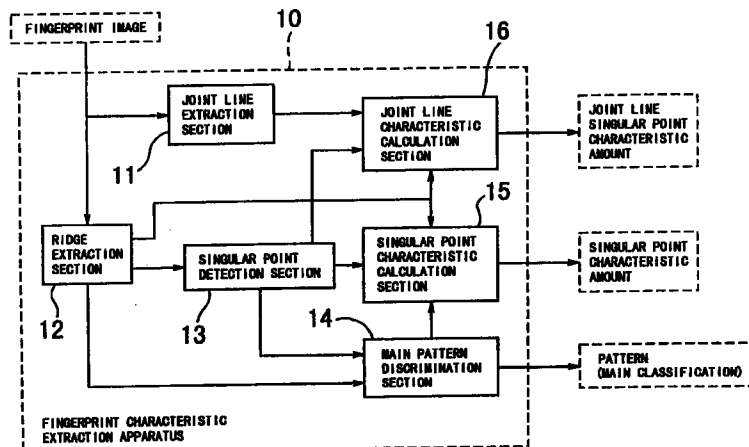 FINGERPRINT IMAGE
10
16
JOINT LINE
EXTRACTION
SECTION
11
JOINT LINE
CHARACTERISTIC
CALCULATION
SECTION
JOINT LINE
SINGULAR POINT
CHARACTERISTIC
AMOUNT
15
RIDGE
EXTRACTION
SECTION
12
SINGULAR POINT
DETECTION SECTION
13
SINGULAR POINT
CHARACTERISTIC
CALCULATION
SECTION
SINGULAR POINT
CHARACTERISTIC
AMOUNT
14
MAIN PATTERN
DISCRIMINATION
SECTION
PATTERN
(MAIN CLASSIFICATION)
FINGERPRINT CHARACTERISTIC
EXTRACTION APPARATUS